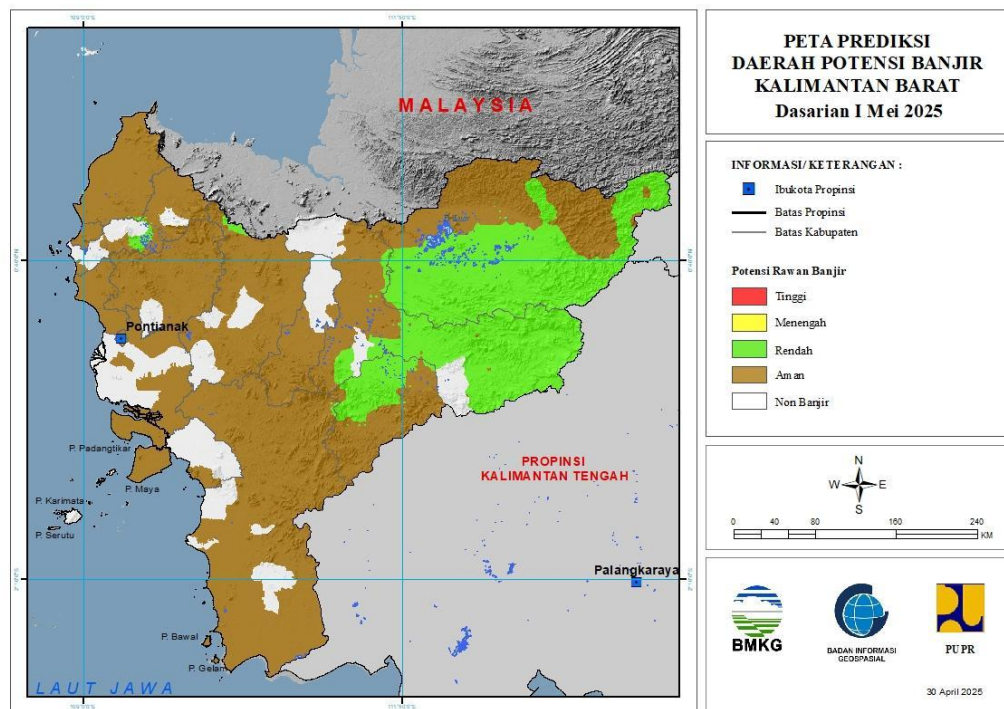 PETA PREDIKSI
DAERAH POTENSI BANJIR
KALIMANTAN BARAT
Dasarian I Mei 2025
INFORMASI/ KETERANGAN :
Ibukota Propinsi
Batas Propinsi
Batas Kabupaten
Potensi Rawan Banjir
Tinggi
Menengah
Rendah
Aman
Non Banjir
N
W E
S
0 40 80 160 240
KM
BMKG
BADAN INFORMASI
GEOSPASIAL
PUPR
30 April 2025
MALAYSIA
Pontianak
P. Padangtikar
P. Maya
P. Karimata
P. Serutu
PROPINSI
KALIMANTAN TENGAH
Palangkaraya
P. Bawal
P. Gelam
LAUT JAWA